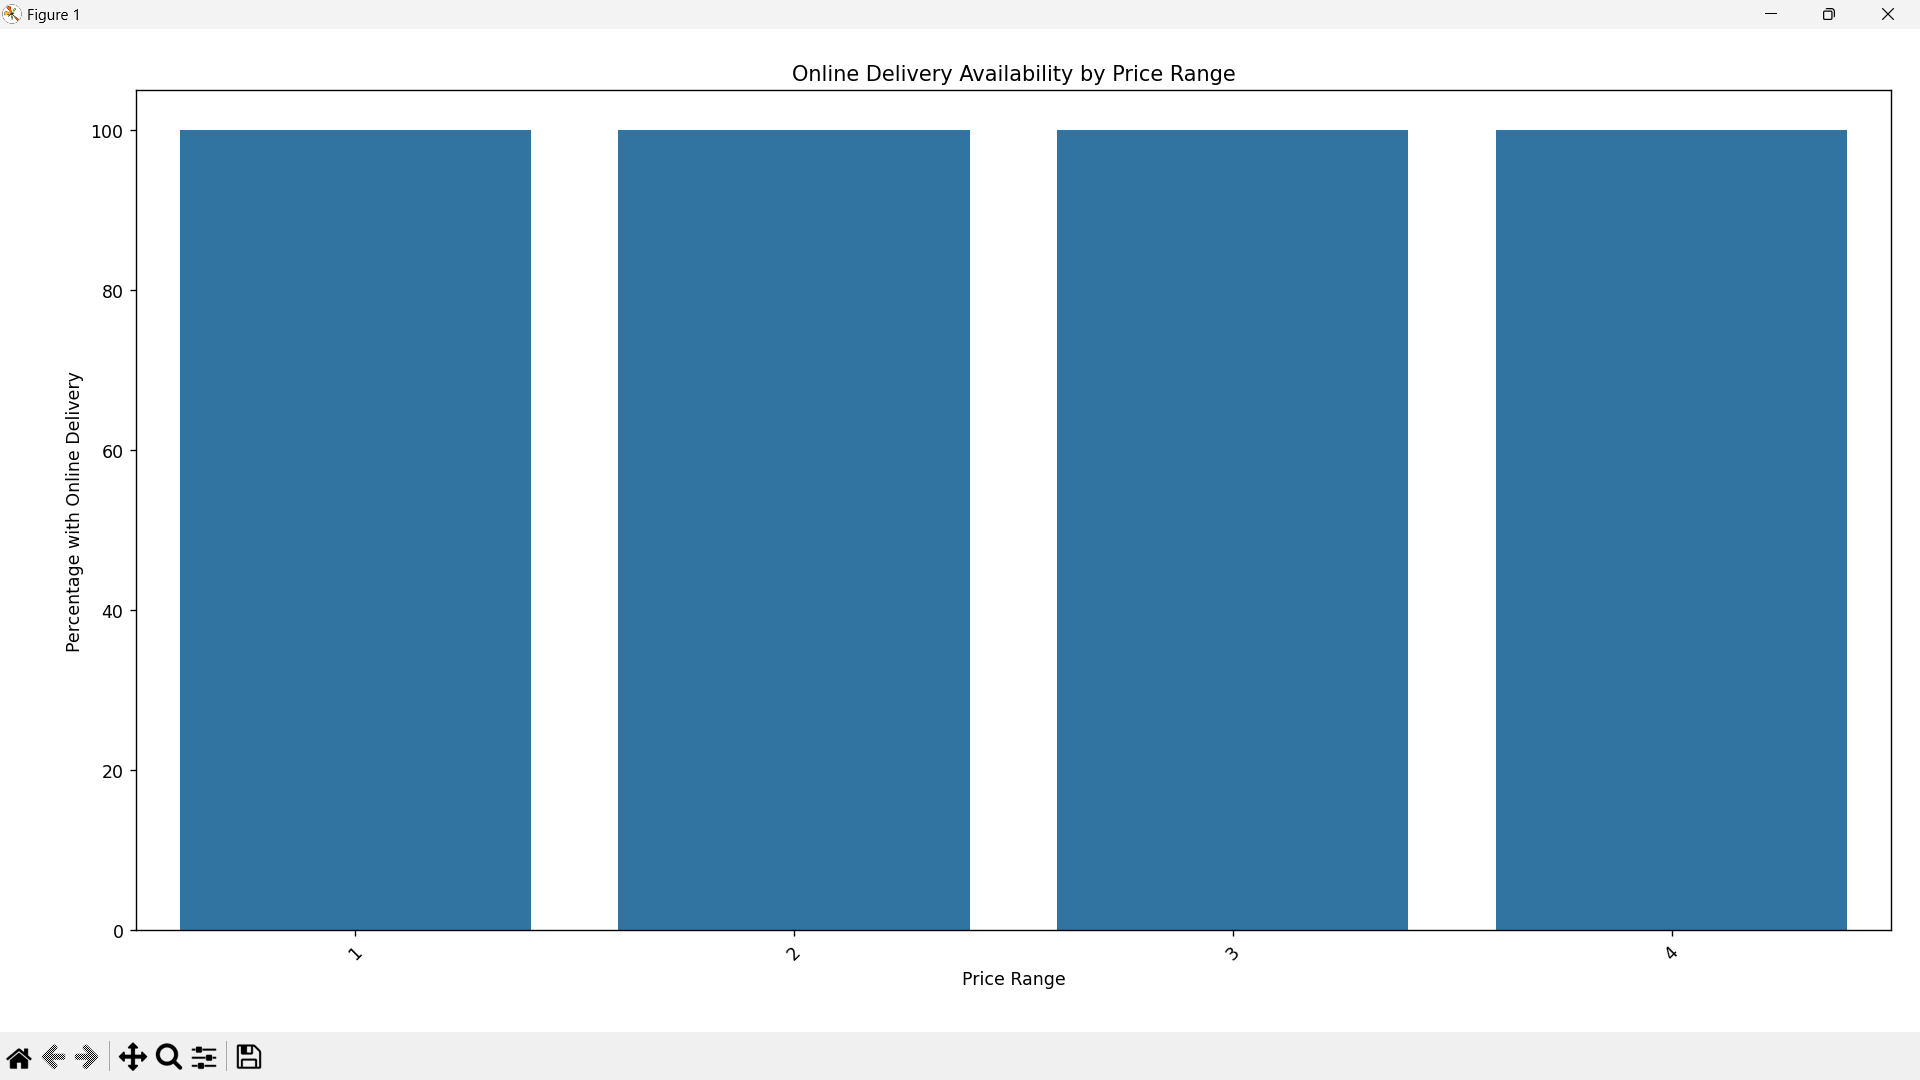 Figure 1
Online Delivery Availability by Price Range
100
80
60
40
20
0
Percentage with Online Delivery
1
2
3
4
Price Range